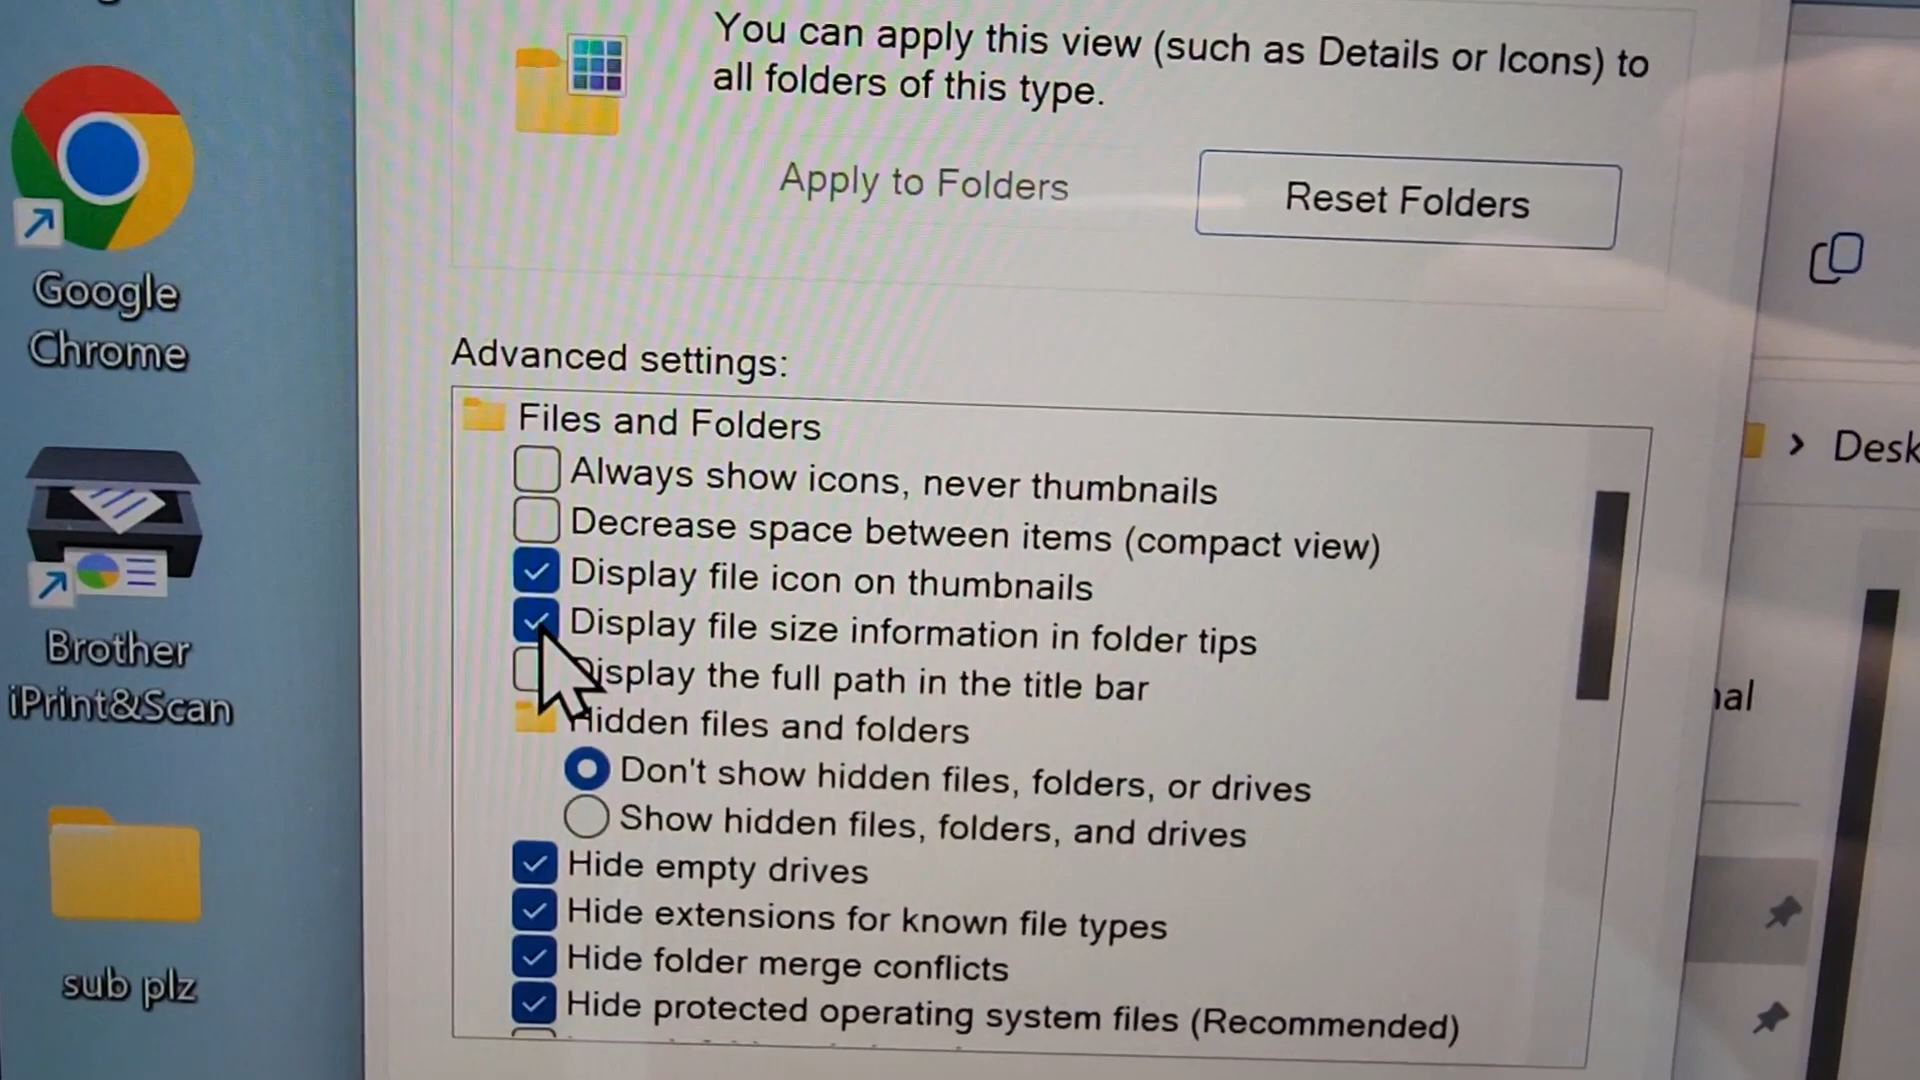 You can apply this view (such as Details or Icons) to
all folders of this type.
Apply to Folders
Reset Folders
Google
Chrome
Advanced settings:
Files and Folders
Always show icons, never thumbnails
Decrease space between items (compact view)
Display file icon on thumbnails
Display file size information in folder tips
Display the full path in the title bar
Hidden files and folders
Don't show hidden files, folders, or drives
Show hidden files, folders, and drives
Hide empty drives
Hide extensions for known file types
Hide folder merge conflicts
Hide protected operating system files (Recommended)
Brother
iPrint&Scan
sub plz
> Desk
nal